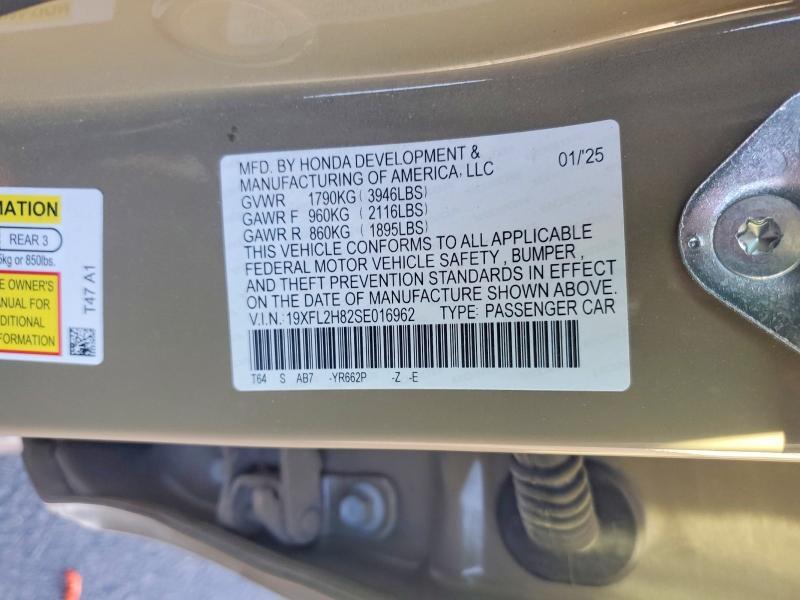 MATION
REAR 3
5kg or 850lbs.
E OWNER'S
ANUAL FOR
DITIONAL
FORMATION
T47 A1
MFD. BY HONDA DEVELOPMENT &
MANUFACTURING OF AMERICA, LLC 01/'25
GVWR 1790KG ( 3946LBS)
GAWR F 960KG ( 2116LBS)
GAWR R 860KG ( 1895LBS)
THIS VEHICLE CONFORMS TO ALL APPLICABLE
FEDERAL MOTOR VEHICLE SAFETY , BUMPER ,
AND THEFT PREVENTION STANDARDS IN EFFECT
ON THE DATE OF MANUFACTURE SHOWN ABOVE.
V.I.N.: 19XFL2H82SE016962 TYPE: PASSENGER CAR
T64 S AB7 -YR662P -Z -E